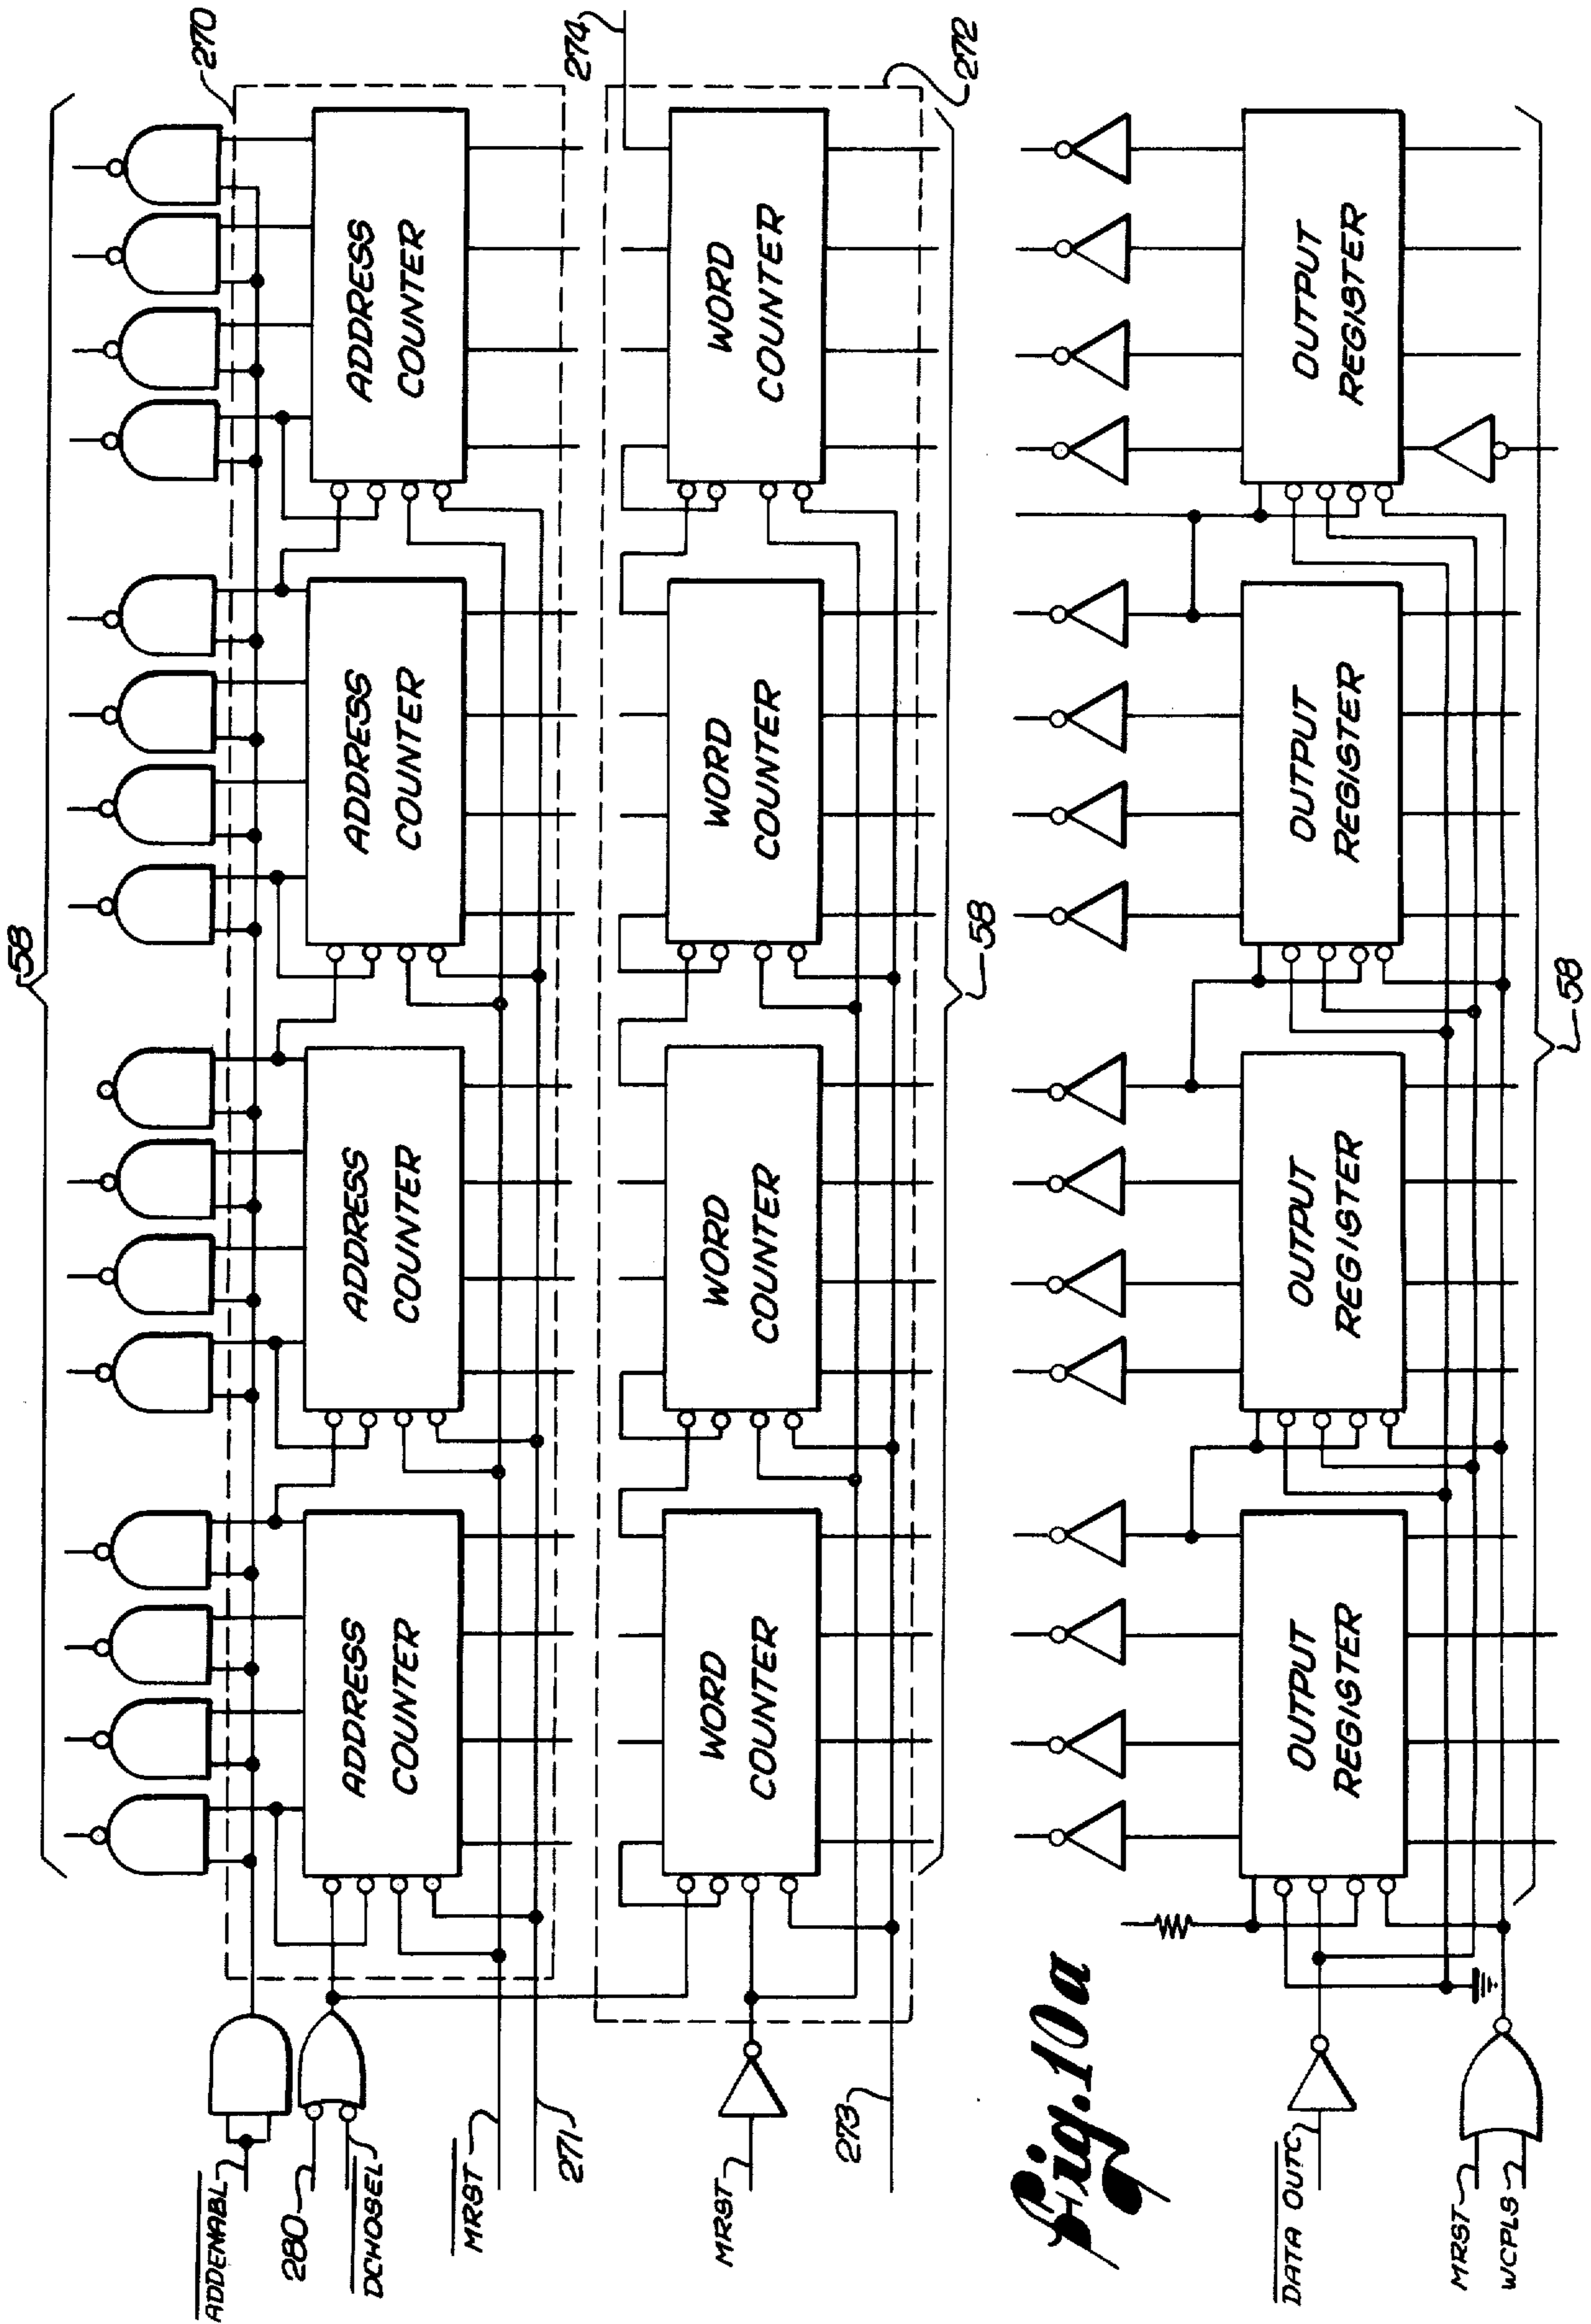 58
270
ADDRESS
COUNTER
ADDRESS
COUNTER
ADDRESS
COUNTER
ADDRESS
COUNTER
ADDENABL
280
DCHOSEL
MRST
271
274
WORD
COUNTER
WORD
COUNTER
WORD
COUNTER
WORD
COUNTER
272
MRST
273
58
Fig. 10a
OUTPUT
REGISTER
OUTPUT
REGISTER
OUTPUT
REGISTER
OUTPUT
REGISTER
DATA OUTC
MRST
WCPLS
58